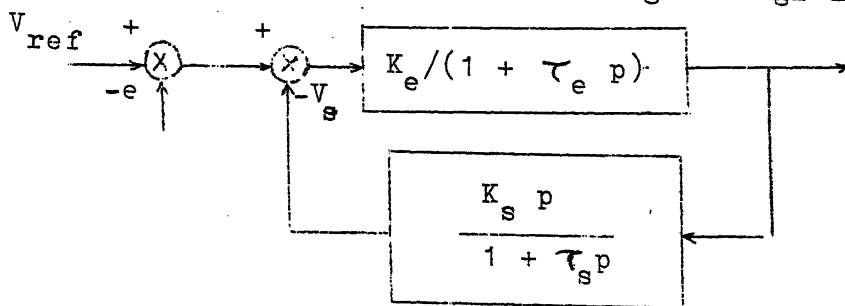 V_ref + + K_e/(1 + τ_e p)
-e -V_s
K_s p
1 + τ_s p